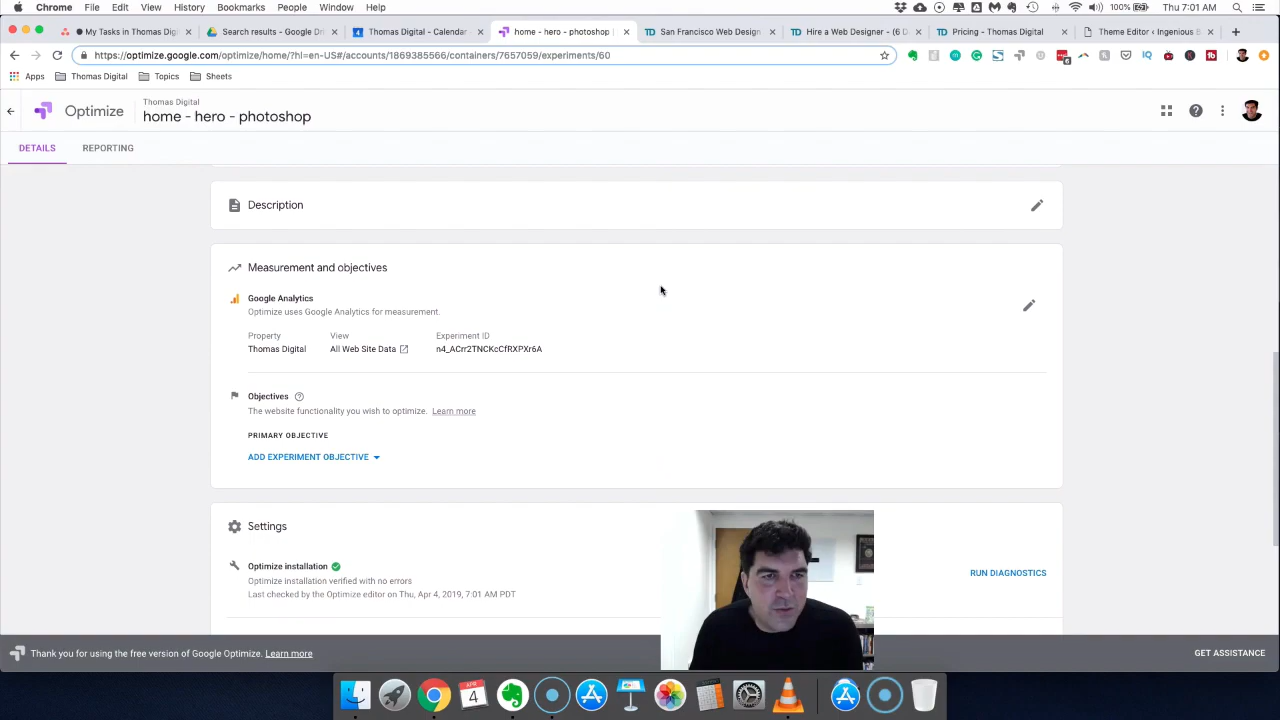 Chrome File Edit View History Bookmarks People Window Help 100% Thu 7:01 AM
My Tasks in Thomas Digi Search results - Google Dri Thomas Digital - Calendar home - hero - photoshop San Francisco Web Design Hire a Web Designer - (6 D Pricing - Thomas Digital Theme Editor ‹ Ingenious B
https://optimize.google.com/optimize/home/?hl=en-US#/accounts/1869385566/containers/7657059/experiments/60
Apps Thomas Digital Topics Sheets
Thomas Digital
Optimize home - hero - photoshop
DETAILS REPORTING
Description
Measurement and objectives
Google Analytics
Optimize uses Google Analytics for measurement.
Property View Experiment ID
Thomas Digital All Web Site Data n4_ACrr2TNCKcCfRXPXr6A
Objectives
The website functionality you wish to optimize. Learn more
PRIMARY OBJECTIVE
ADD EXPERIMENT OBJECTIVE
Settings
Optimize installation
Optimize installation verified with no errors
RUN DIAGNOSTICS
Last checked by the Optimize editor on Thu, Apr 4, 2019, 7:01 AM PDT
Thank you for using the free version of Google Optimize. Learn more GET ASSISTANCE
APR
4